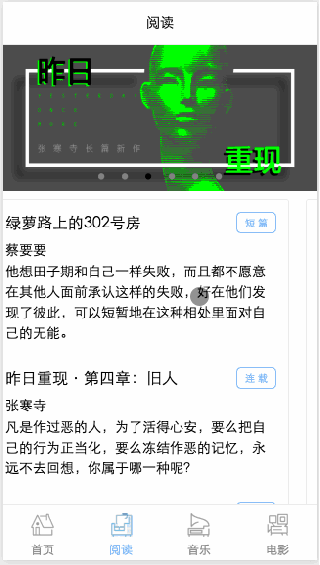 阅读
昨日
张寒寺长篇新作
重现
绿萝路上的302号房
短篇
蔡要要
他想田子期和自己一样失败，而且都不愿意
在其他人面前承认这样的失败，好在他们发
现了彼此，可以短暂地在这种相处里面对自
己的无能。
昨日重现·第四章：旧人
连载
张寒寺
凡是作过恶的人，为了活得心安，要么把自
己的行为正当化，要么冻结作恶的记忆，永
远不去回想，你属于哪一种呢？
首页
阅读
音乐
电影